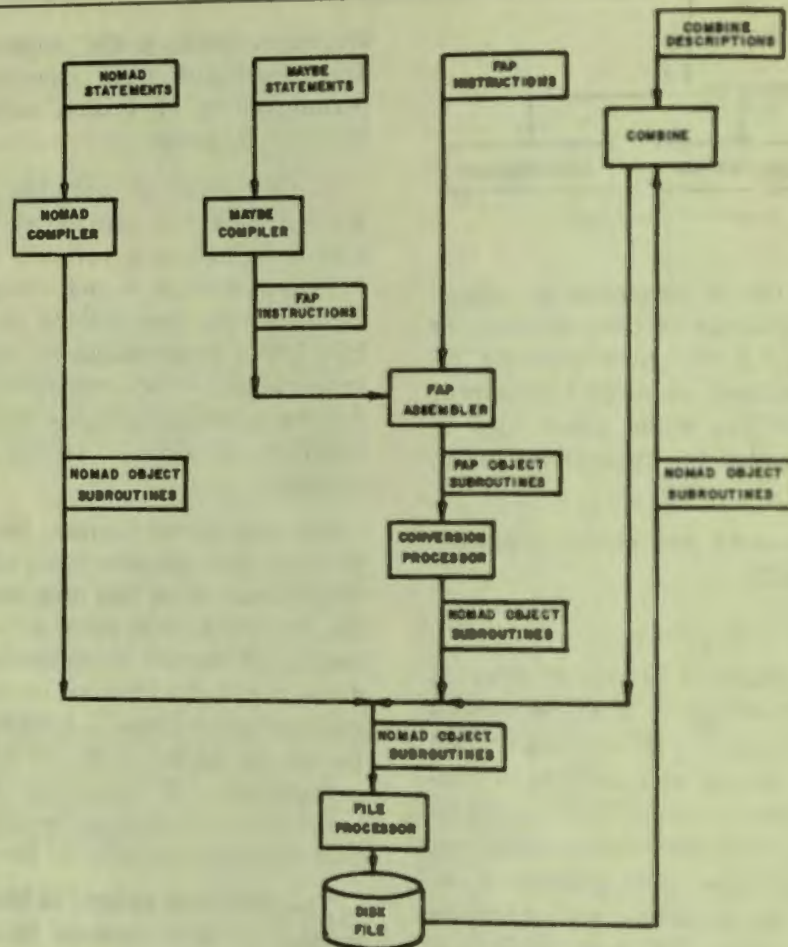 NOMAD
STATEMENTS
MAYBE
STATEMENTS
FAP
INSTRUCTIONS
COMBINE
DESCRIPTIONS
COMBINE
NOMAD
COMPILER
MAYBE
COMPILER
FAP
INSTRUCTIONS
FAP
ASSEMBLER
NOMAD OBJECT
SUBROUTINES
FAP OBJECT
SUBROUTINES
NOMAD OBJECT
SUBROUTINES
CONVERSION
PROCESSOR
NOMAD OBJECT
SUBROUTINES
NOMAD OBJECT
SUBROUTINES
FILE
PROCESSOR
DISK
FILE